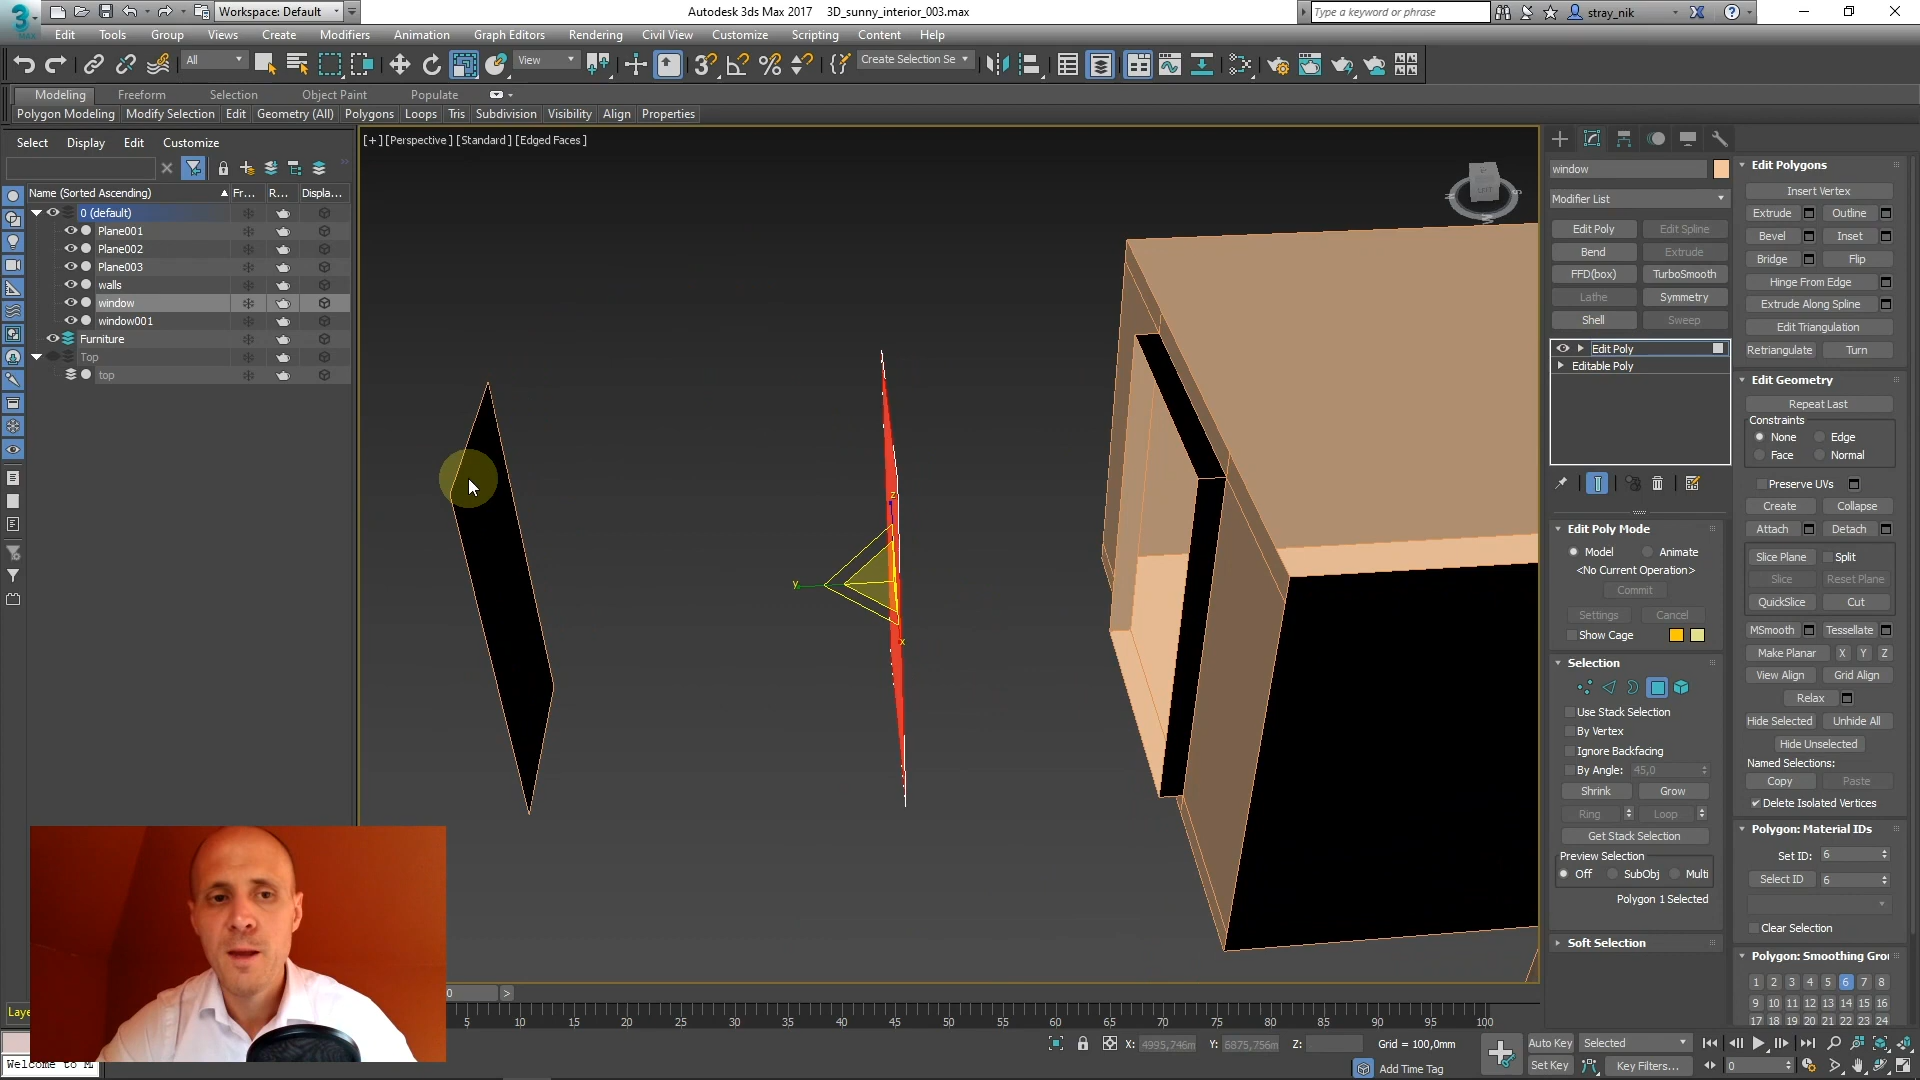 Workspace: Default
Autodesk 3ds Max 2017 3D_sunny_interior_003.max
Type a keyword or phrase
stray_nik
MAX
Edit Tools Group Views Create Modifiers Animation Graph Editors Rendering Civil View Customize Scripting Content Help
All
View
Create Selection Se
Modeling Freeform Selection Object Paint Populate
Polygon Modeling Modify Selection Edit Geometry (All) Polygons Loops Tris Subdivision Visibility Align Properties
Select Display Edit Customize
[+] [Perspective] [Standard] [Edged Faces]
Name (Sorted Ascending) Fr... R... Displa...
0 (default)
Plane001
Plane002
Plane003
walls
window
window001
Furniture
Top
top
LEFT
z
y
x
window
Modifier List
Edit Poly Edit Spline
Bend Extrude
FFD(box) TurboSmooth
Lathe Symmetry
Shell Sweep
Edit Poly
Editable Poly
Edit Poly Mode
Model Animate
<No Current Operation>
Commit
Settings Cancel
Show Cage
Selection
Use Stack Selection
By Vertex
Ignore Backfacing
By Angle: 45,0
Shrink Grow
Ring Loop
Get Stack Selection
Preview Selection
Off SubObj Multi
Polygon 1 Selected
Soft Selection
Edit Polygons
Insert Vertex
Extrude Outline
Bevel Inset
Bridge Flip
Hinge From Edge
Extrude Along Spline
Edit Triangulation
Retriangulate Turn
Edit Geometry
Repeat Last
Constraints
None Edge
Face Normal
Preserve UVs
Create Collapse
Attach Detach
Slice Plane Split
Slice Reset Plane
QuickSlice Cut
MSmooth Tessellate
Make Planar X Y Z
View Align Grid Align
Relax
Hide Selected Unhide All
Hide Unselected
Named Selections:
Copy Paste
Delete Isolated Vertices
Polygon: Material IDs
Set ID: 6
Select ID 6
Clear Selection
Polygon: Smoothing Grou
1 2 3 4 5 6 7 8
9 10 11 12 13 14 15 16
17 18 19 20 21 22 23 24
Laye
0 >
5 10 15 20 25 30 35 40 45 50 55 60 65 70 75 80 85 90 95 100
X: 4995,746m Y: 6875,756m Z: Grid = 100,0mm
Auto Key Selected
Welcome to M
Add Time Tag
Set Key Key Filters... 0